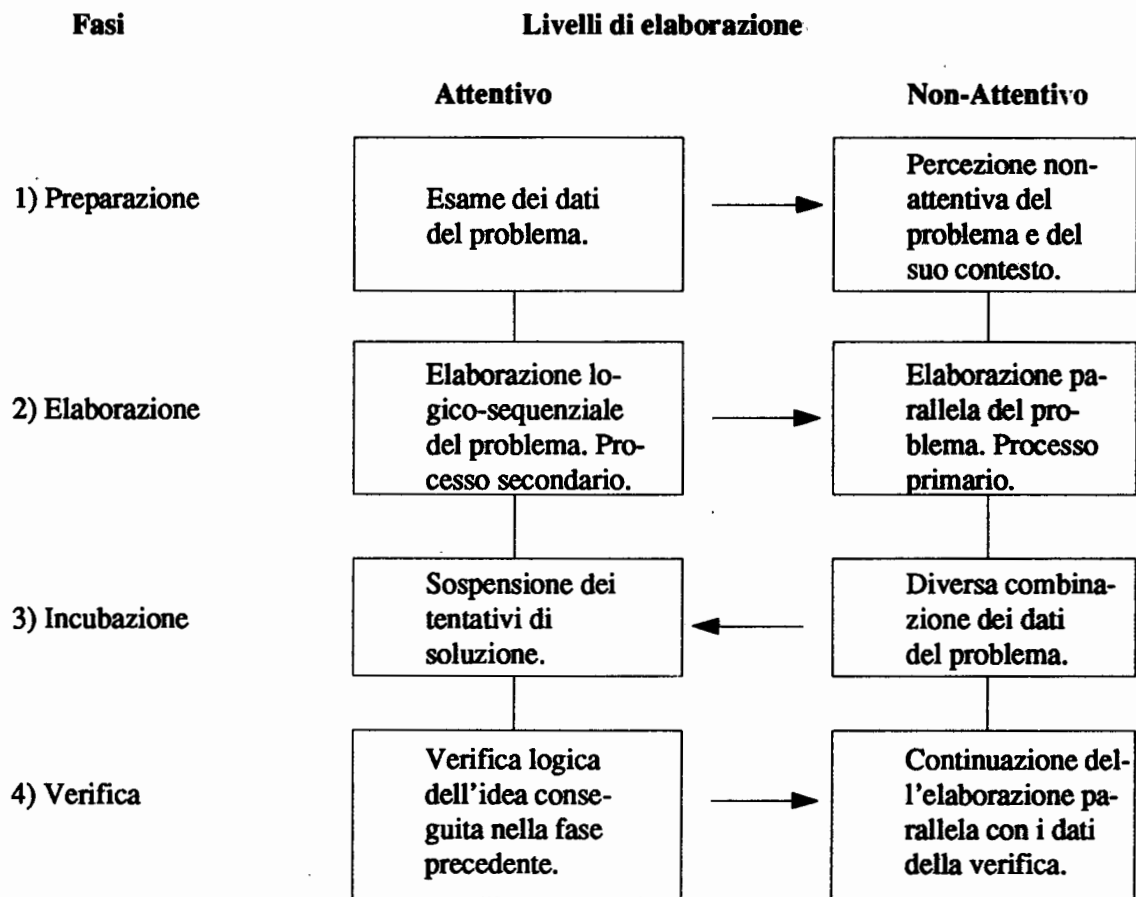 Fasi
Livelli di elaborazione
Attentivo
Non-Attentivo
1) Preparazione
Esame dei dati
del problema.
Percezione non-
attentiva del
problema e del
suo contesto.
2) Elaborazione
Elaborazione lo-
gico-sequenziale
del problema. Pro-
cesso secondario.
Elaborazione pa-
rallela del pro-
blema. Processo
primario.
3) Incubazione
Sospensione dei
tentativi di
soluzione.
Diversa combina-
zione dei dati
del problema.
4) Verifica
Verifica logica
dell'idea conse-
guita nella fase
precedente.
Continuazione del-
l'elaborazione pa-
rallela con i dati
della verifica.